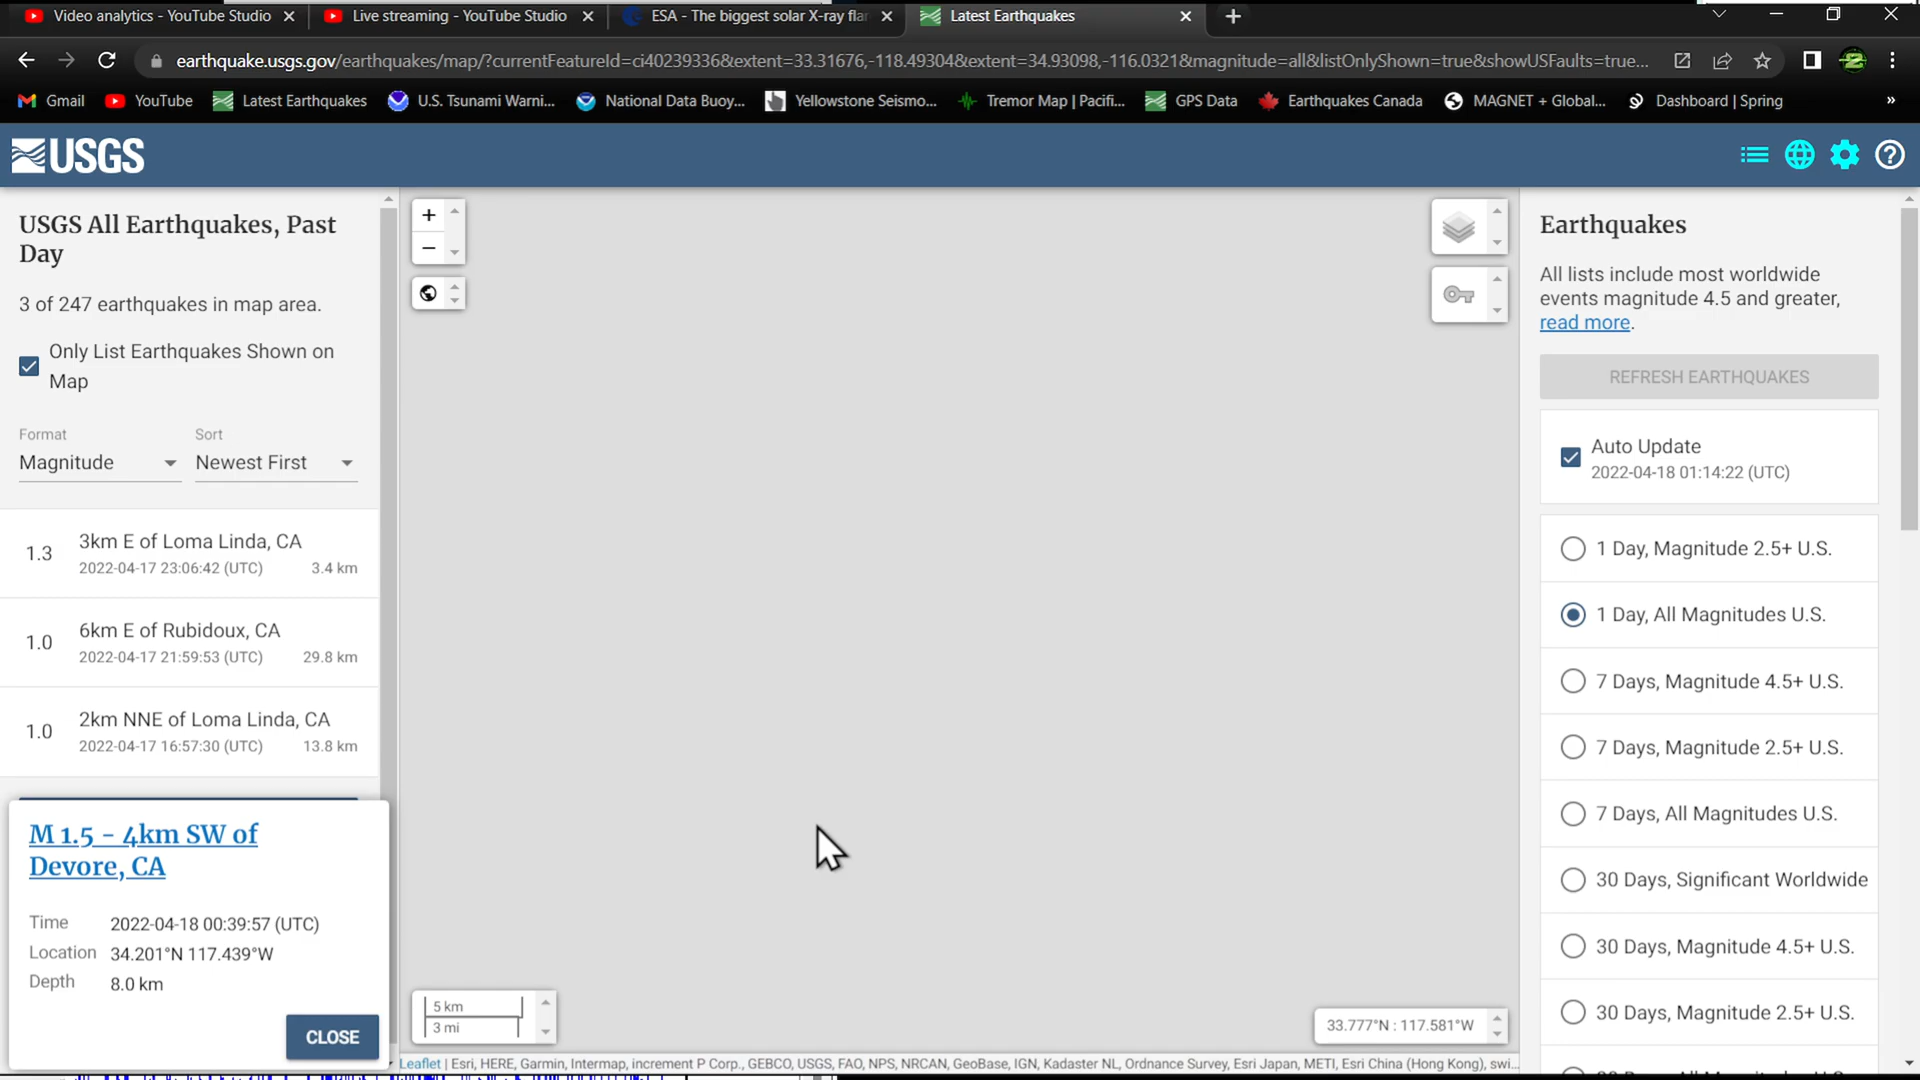 Video analytics - YouTube Studio
Live streaming - YouTube Studio
ESA - The biggest solar X-ray flar
Latest Earthquakes
earthquake.usgs.gov/earthquakes/map/?currentFeatureId=ci40239336&extent=33.31676,-118.49304&extent=34.93098,-116.0321&magnitude=all&listOnlyShown=true&showUSFaults=true...
Gmail
YouTube
Latest Earthquakes
U.S. Tsunami Warni...
National Data Buoy...
Yellowstone Seismo...
Tremor Map | Pacifi...
GPS Data
Earthquakes Canada
MAGNET + Global...
Dashboard | Spring
»
USGS
USGS All Earthquakes, Past
Day
3 of 247 earthquakes in map area.
Only List Earthquakes Shown on
Map
Format
Magnitude
Sort
Newest First
1.3
3km E of Loma Linda, CA
2022-04-17 23:06:42 (UTC)
3.4 km
1.0
6km E of Rubidoux, CA
2022-04-17 21:59:53 (UTC)
29.8 km
1.0
2km NNE of Loma Linda, CA
2022-04-17 16:57:30 (UTC)
13.8 km
M 1.5 - 4km SW of
Devore, CA
Time 2022-04-18 00:39:57 (UTC)
Location 34.201°N 117.439°W
Depth 8.0 km
CLOSE
+
−
5 km
3 mi
33.777°N : 117.581°W
Leaflet | Esri, HERE, Garmin, Intermap, increment P Corp., GEBCO, USGS, FAO, NPS, NRCAN, GeoBase, IGN, Kadaster NL, Ordnance Survey, Esri Japan, METI, Esri China (Hong Kong), swi...
Earthquakes
All lists include most worldwide
events magnitude 4.5 and greater,
read more.
REFRESH EARTHQUAKES
Auto Update
2022-04-18 01:14:22 (UTC)
1 Day, Magnitude 2.5+ U.S.
1 Day, All Magnitudes U.S.
7 Days, Magnitude 4.5+ U.S.
7 Days, Magnitude 2.5+ U.S.
7 Days, All Magnitudes U.S.
30 Days, Significant Worldwide
30 Days, Magnitude 4.5+ U.S.
30 Days, Magnitude 2.5+ U.S.